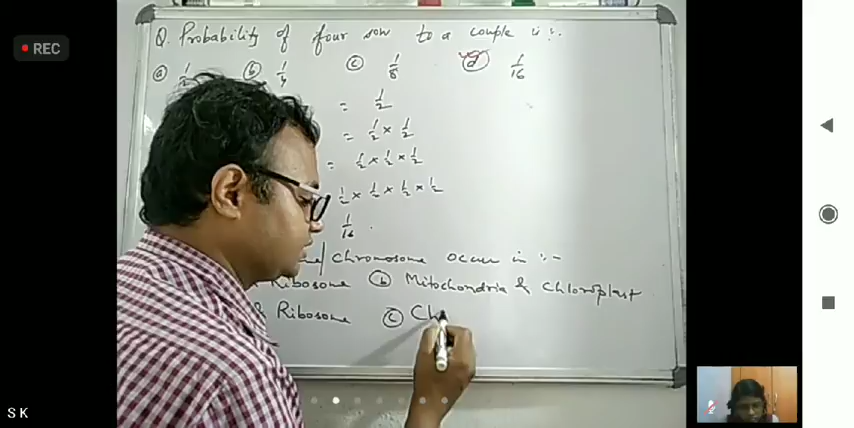 REC
Q. Probability of four son to a couple is :-
(a) 1/2 (b) 1/4 (c) 1/8 (d) 1/16
= 1/2
= 1/2 × 1/2
= 1/2 × 1/2 × 1/2
1/2 × 1/2 × 1/2 × 1/2
1/16 .
Chromosome occur in :-
Ribosome (b) Mitochondria & Chloroplast
& Ribosome (c) Ch
S K